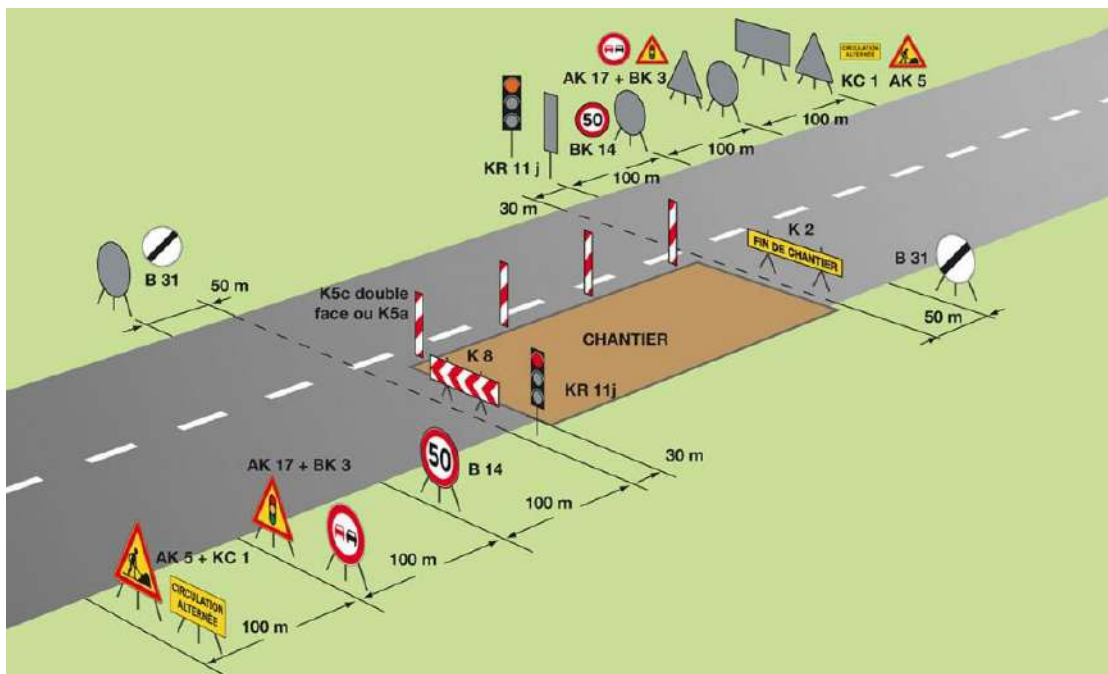 CIRCULATION
ALTERNÉE
AK 17 + BK 3
KC 1 AK 5
100 m
50
BK 14
100 m
KR 11 j
100 m
30 m
K 2
FIN DE CHANTIER
B 31
B 31
50 m
50 m
K5c double
face ou K5a
CHANTIER
K 8
KR 11j
30 m
50
B 14
AK 17 + BK 3
100 m
100 m
AK 5 + KC 1
CIRCULATION
ALTERNÉE
100 m